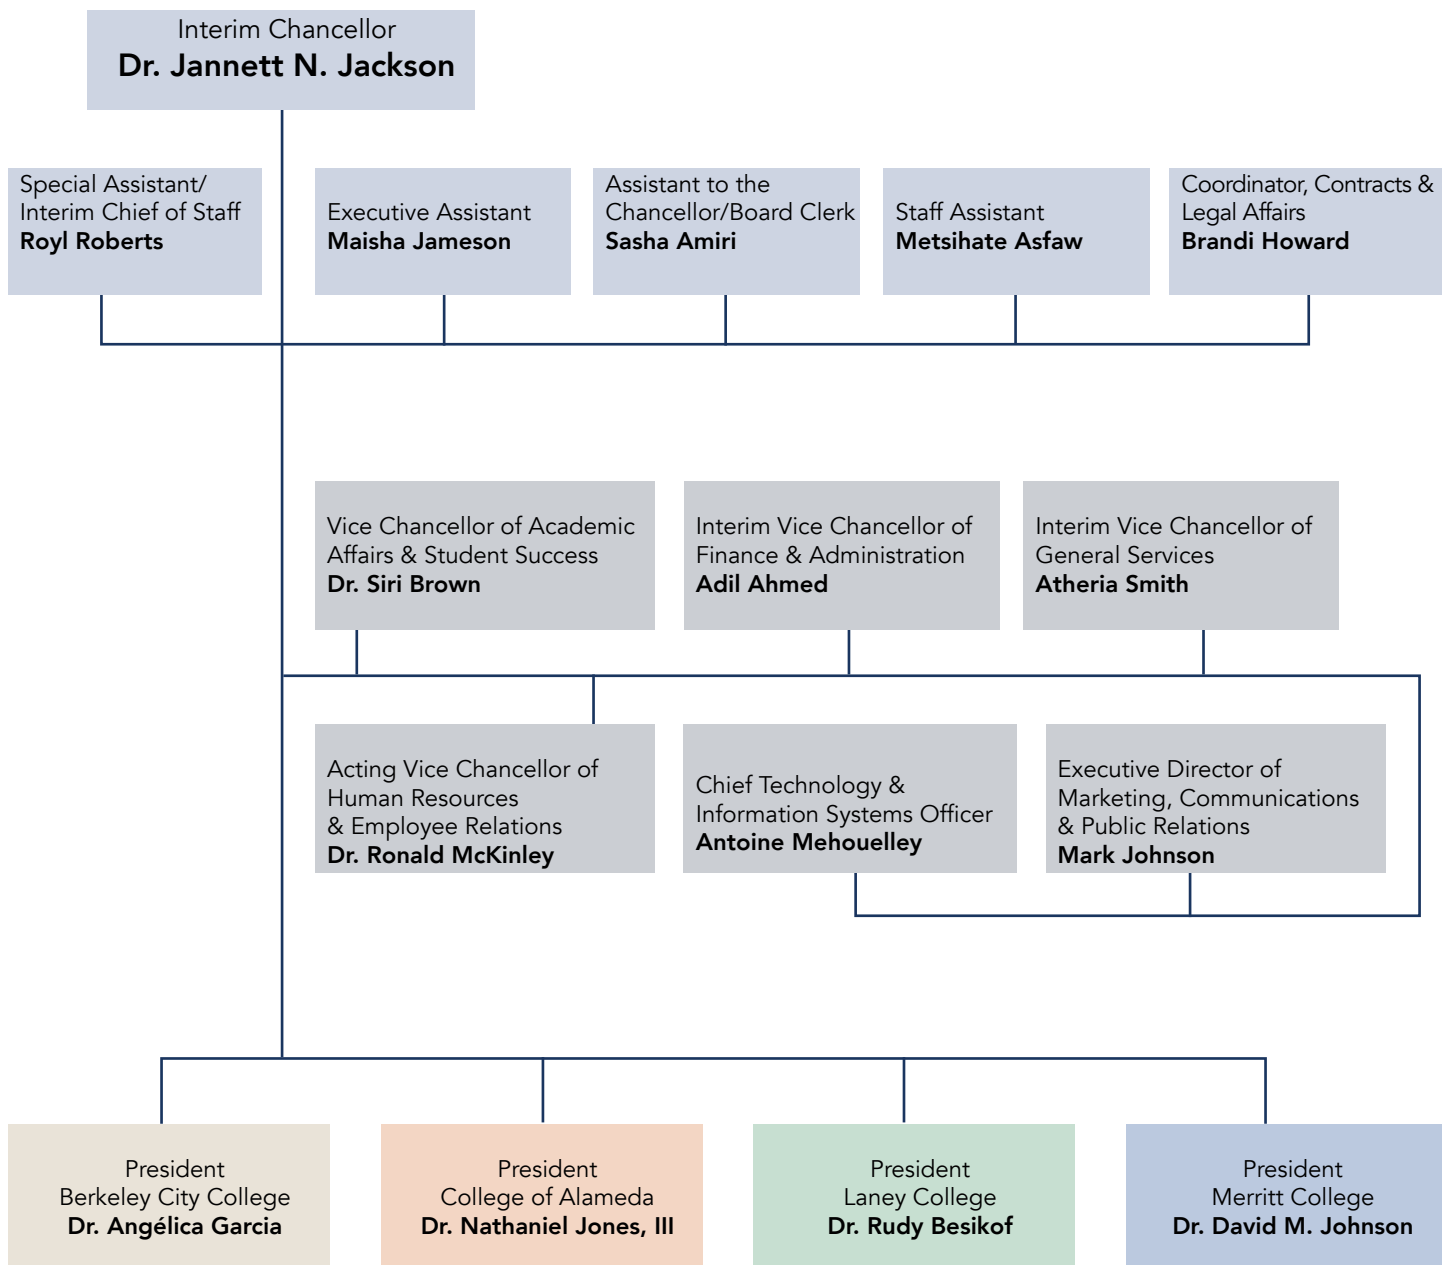 Interim Chancellor
Dr. Jannett N. Jackson
Special Assistant/
Interim Chief of Staff
Royl Roberts
Executive Assistant
Maisha Jameson
Assistant to the
Chancellor/Board Clerk
Sasha Amiri
Staff Assistant
Metsihate Asfaw
Coordinator, Contracts &
Legal Affairs
Brandi Howard
Vice Chancellor of Academic
Affairs & Student Success
Dr. Siri Brown
Interim Vice Chancellor of
Finance & Administration
Adil Ahmed
Interim Vice Chancellor of
General Services
Atheria Smith
Acting Vice Chancellor of
Human Resources
& Employee Relations
Dr. Ronald McKinley
Chief Technology &
Information Systems Officer
Antoine Mehouelley
Executive Director of
Marketing, Communications
& Public Relations
Mark Johnson
President
Berkeley City College
Dr. Angélica Garcia
President
College of Alameda
Dr. Nathaniel Jones, III
President
Laney College
Dr. Rudy Besikof
President
Merritt College
Dr. David M. Johnson